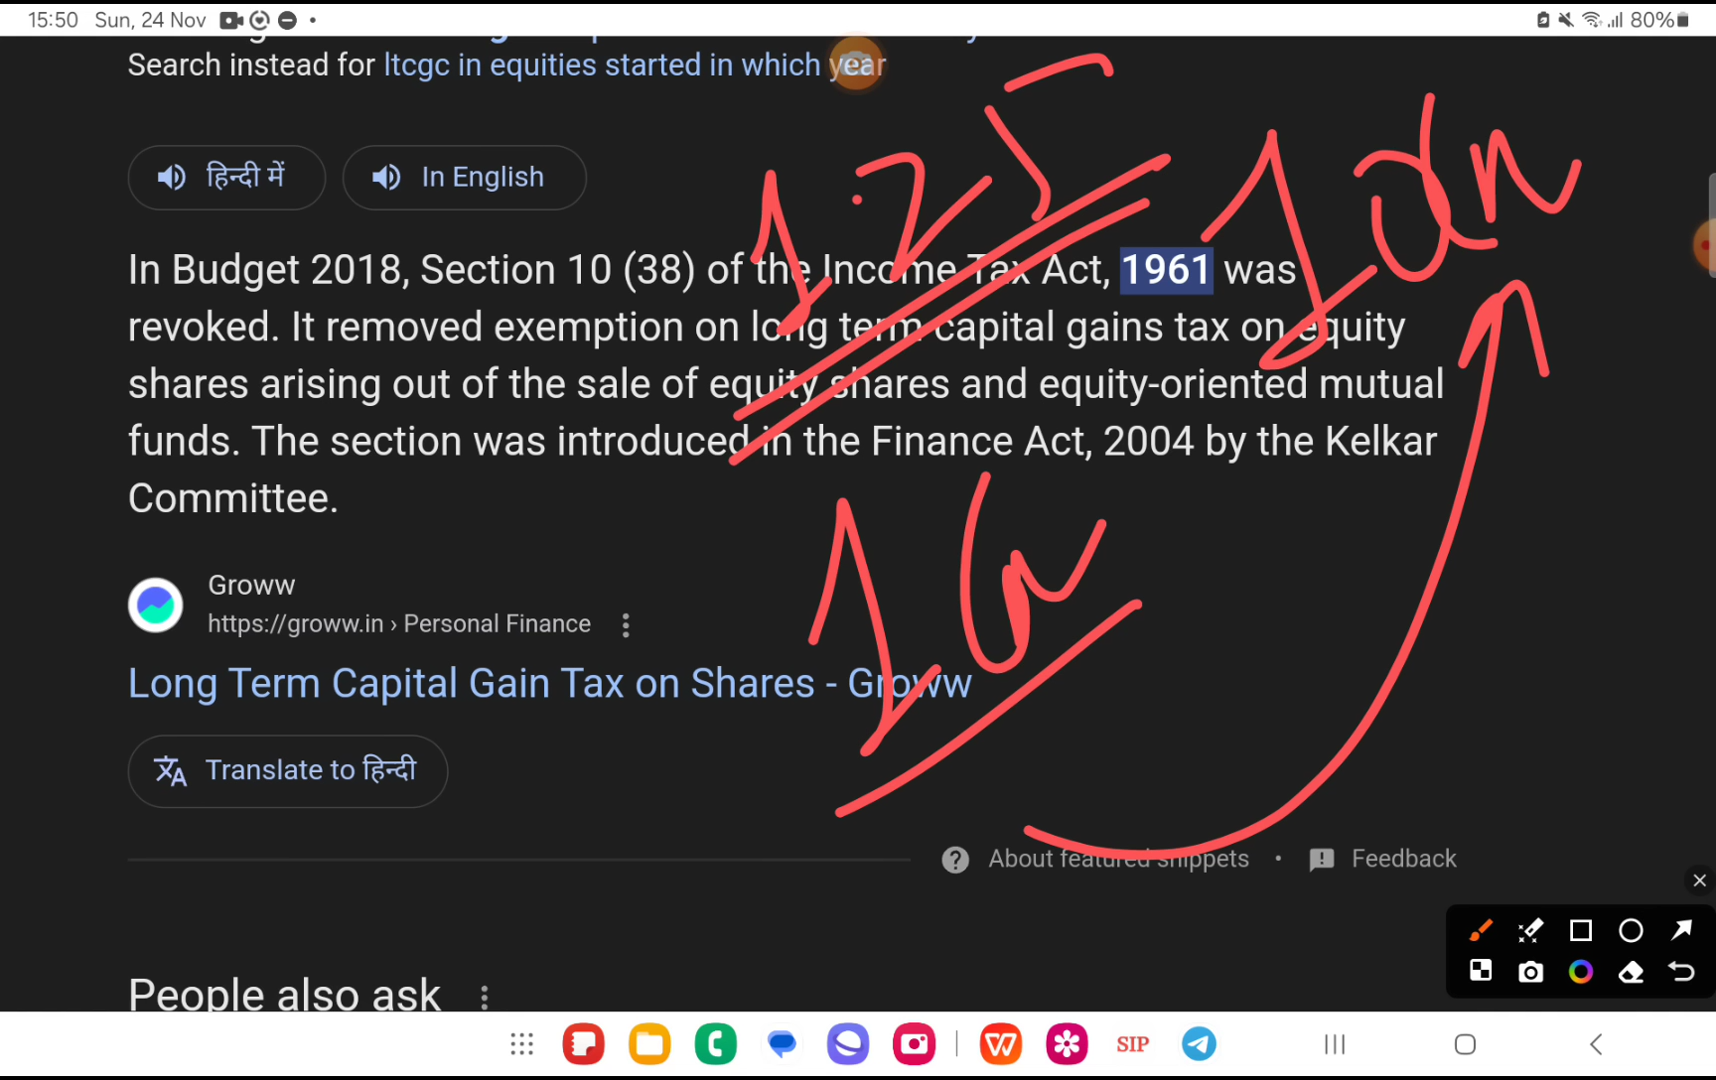 15:50 Sun, 24 Nov 80%
Search instead for ltcgc in equities started in which year
हिन्दी में In English
1.25
In Budget 2018, Section 10 (38) of the Income Tax Act, 1961 was
revoked. It removed exemption on long term capital gains tax on equity
shares arising out of the sale of equity shares and equity-oriented mutual
funds. The section was introduced in the Finance Act, 2004 by the Kelkar
Committee.
Groww
https://groww.in › Personal Finance
Long Term Capital Gain Tax on Shares - Groww
Translate to हिन्दी
About featured snippets • Feedback
People also ask
SIP